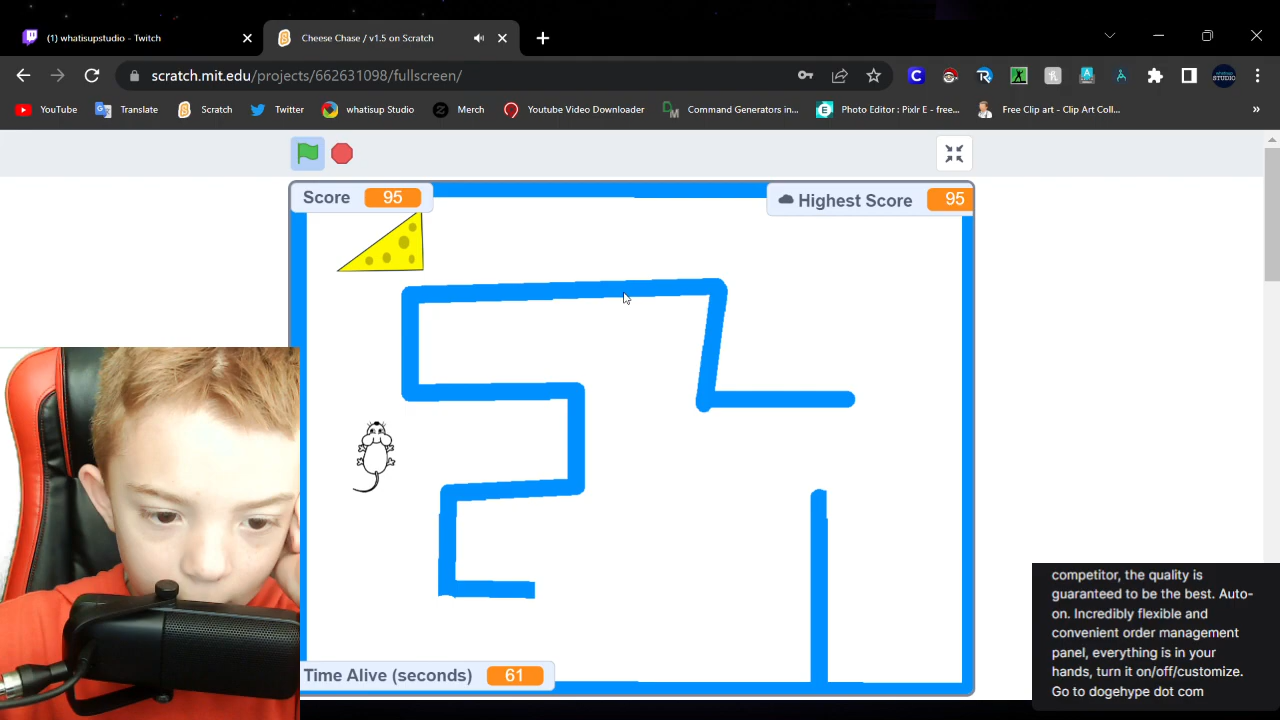 (1) whatisupstudio - Twitch
Cheese Chase / v1.5 on Scratch
scratch.mit.edu/projects/662631098/fullscreen/
YouTube Translate Scratch Twitter whatisup Studio Merch Youtube Video Downloader Command Generators in... Photo Editor : Pixlr E - free... Free Clip art - Clip Art Coll... »
Score 95
Highest Score 95
Time Alive (seconds) 61
competitor, the quality is
guaranteed to be the best. Auto-
on. Incredibly flexible and
convenient order management
panel, everything is in your
hands, turn it on/off/customize.
Go to dogehype dot com